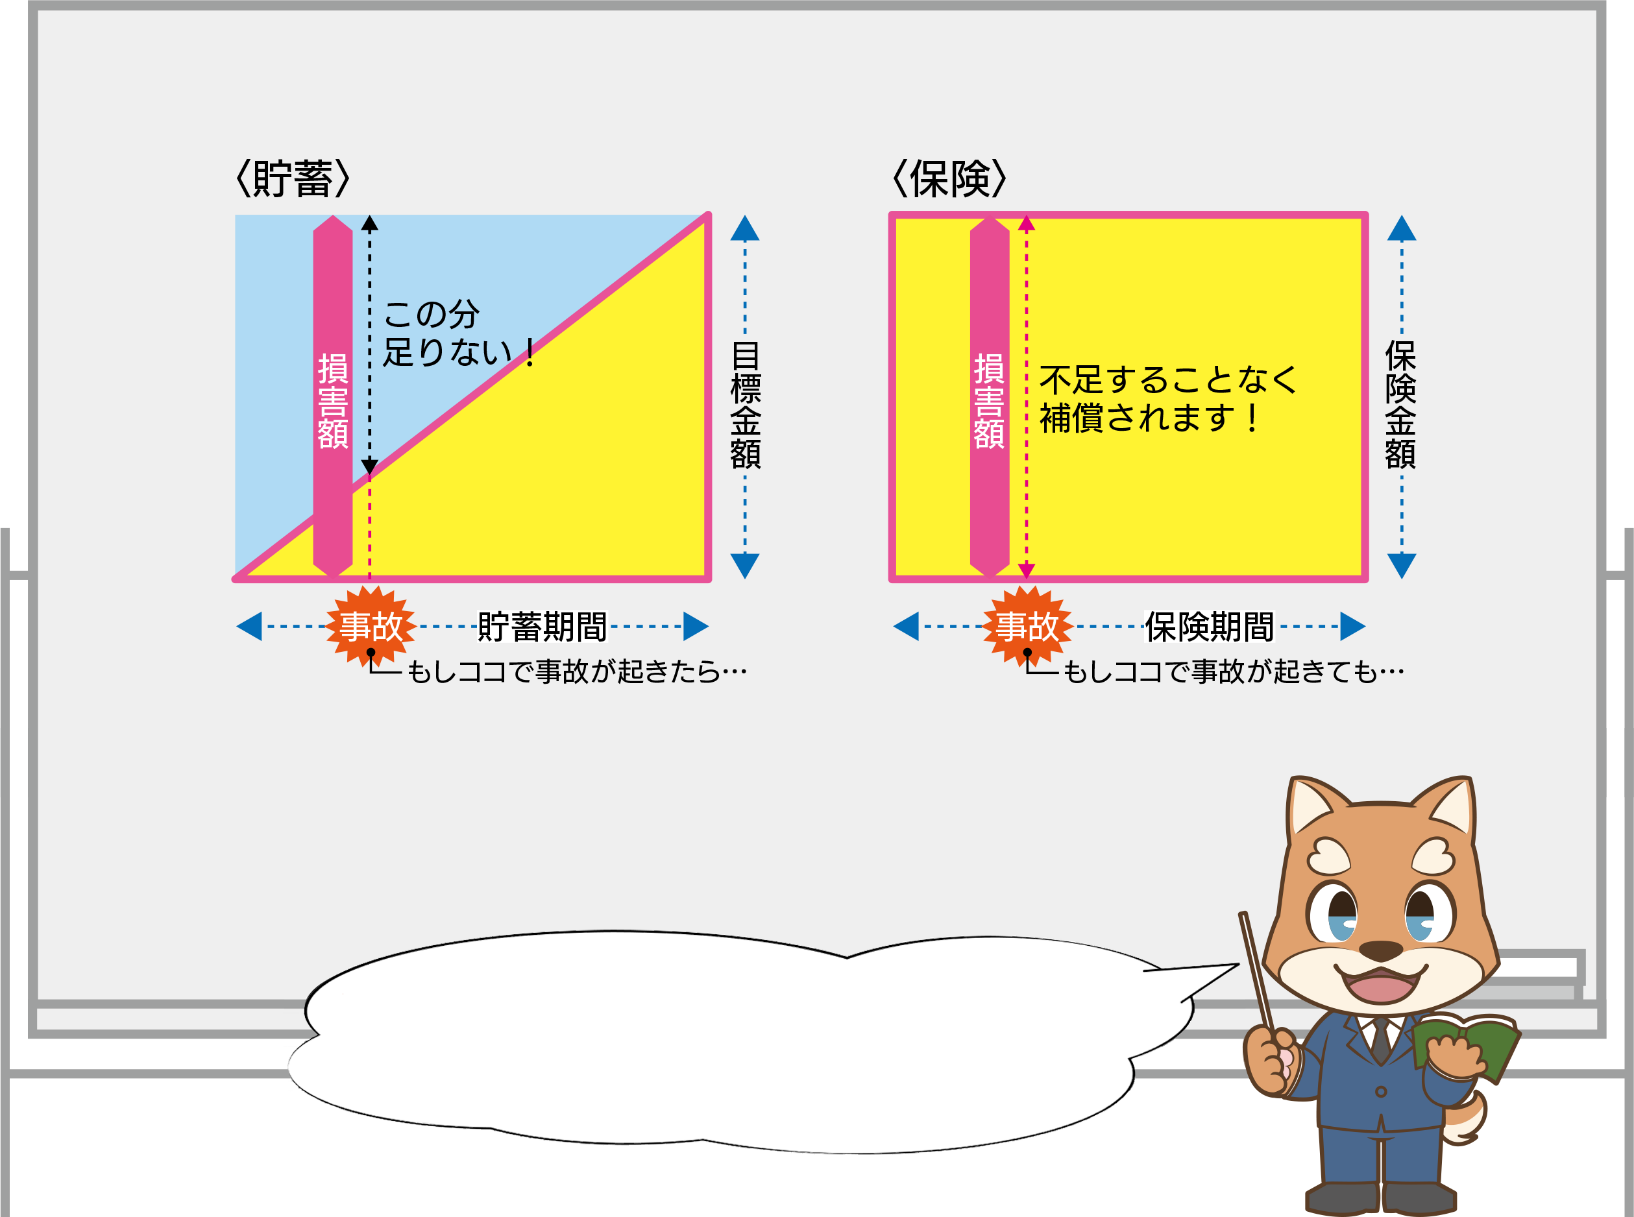 〈貯蓄〉
この分
足りない！
損害額
目標金額
事故
貯蓄期間
もしココで事故が起きたら…
〈保険〉
損害額
不足することなく
補償されます！
保険金額
事故
保険期間
もしココで事故が起きても…